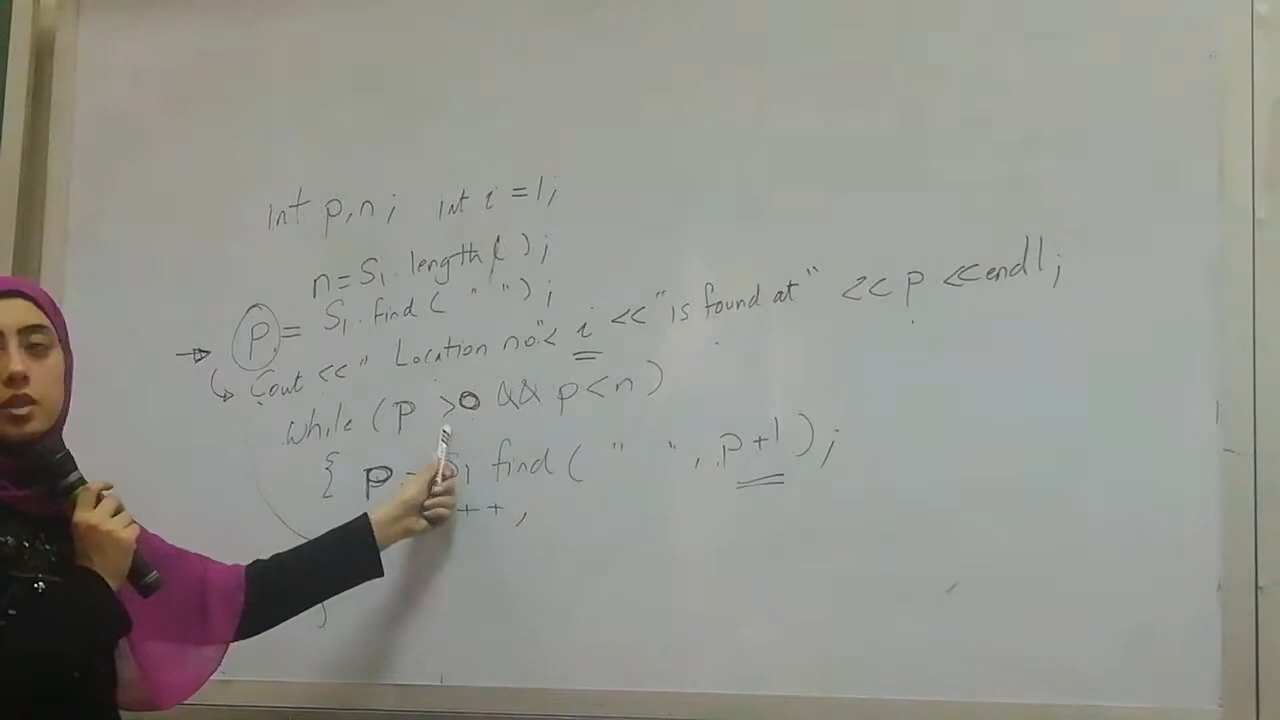 int p,n; int i=1;
n=S1.length();
p= S1.find(" ");
cout <<" Location no"< i <<"is found at" << p <<endl;
while (p >0 && p<n)
{ p= S1 find(" ", p+1);
++;
}